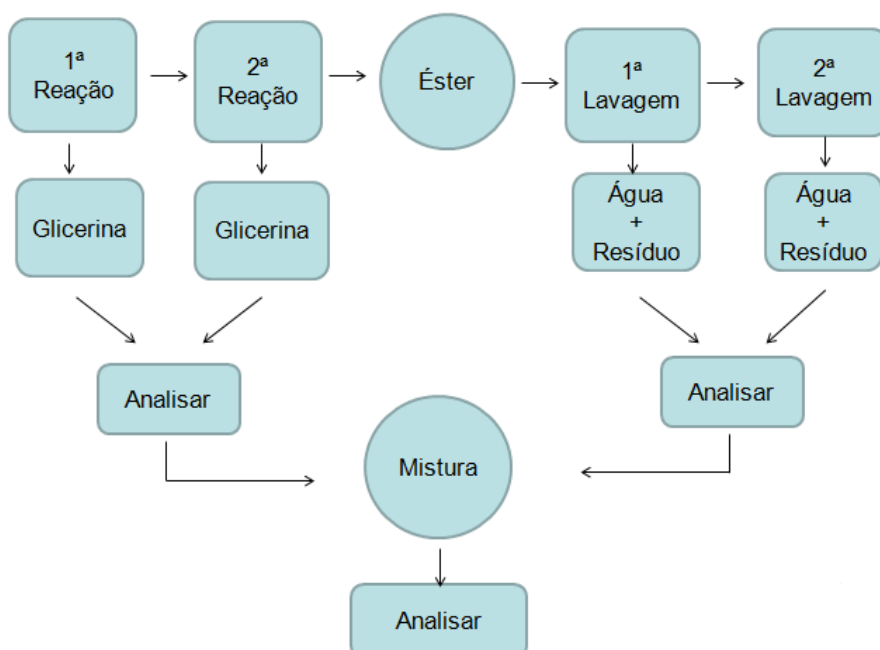 1ª
Reação
2ª
Reação
Éster
1ª
Lavagem
2ª
Lavagem
Glicerina
Glicerina
Água
+
Resíduo
Água
+
Resíduo
Analisar
Analisar
Mistura
Analisar